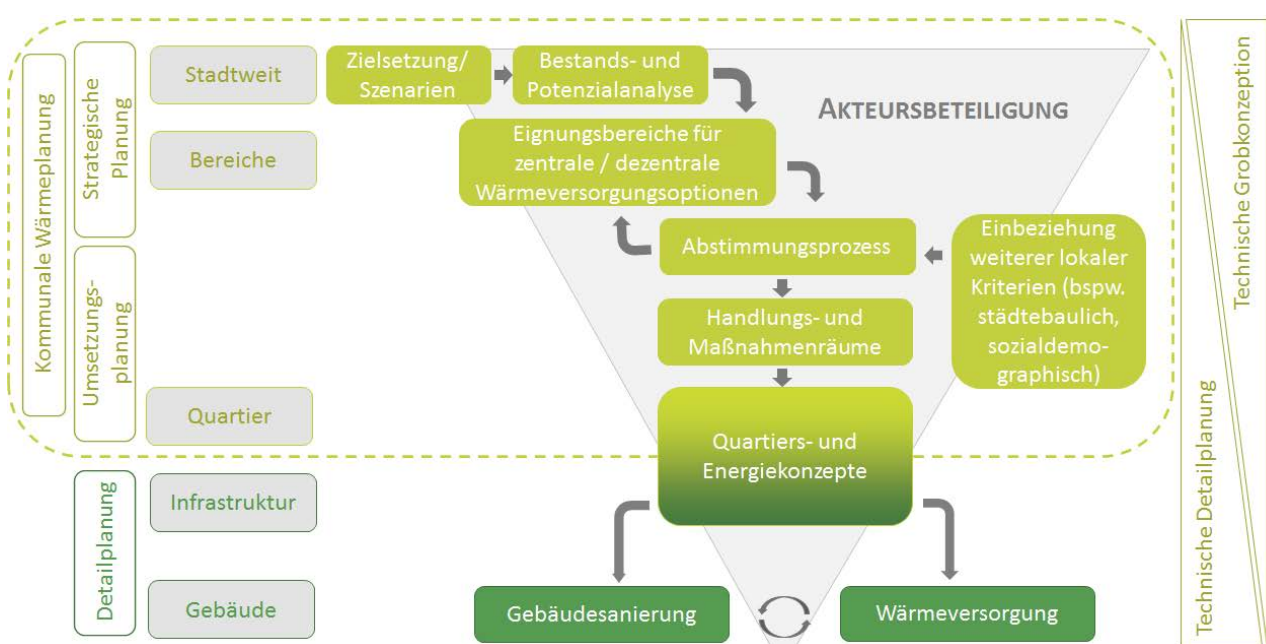 Kommunale Wärmeplanung
Strategische
Planung
Umsetzungs-
planung
Detailplanung
Stadtweit
Bereiche
Quartier
Infrastruktur
Gebäude
Zielsetzung/
Szenarien
Bestands- und
Potenzialanalyse
AKTEURSBETEILIGUNG
Eignungsbereiche für
zentrale / dezentrale
Wärmeversorgungsoptionen
Abstimmungsprozess
Einbeziehung
weiterer lokaler
Kriterien (bspw.
städtebaulich,
sozialdemo-
graphisch)
Handlungs- und
Maßnahmenräume
Quartiers- und
Energiekonzepte
Gebäudesanierung
Wärmeversorgung
Technische Grobkonzeption
Technische Detailplanung